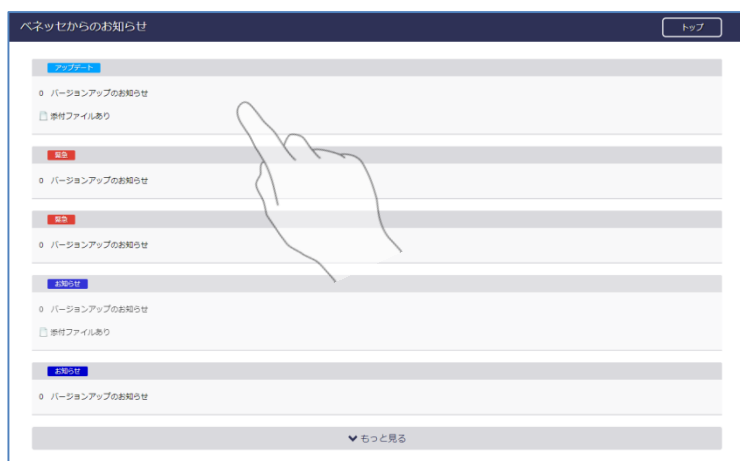 ベネッセからのお知らせ
トップ
アップデート
0 バージョンアップのお知らせ
添付ファイルあり
緊急
0 バージョンアップのお知らせ
緊急
0 バージョンアップのお知らせ
お知らせ
0 バージョンアップのお知らせ
添付ファイルあり
お知らせ
0 バージョンアップのお知らせ
もっと見る